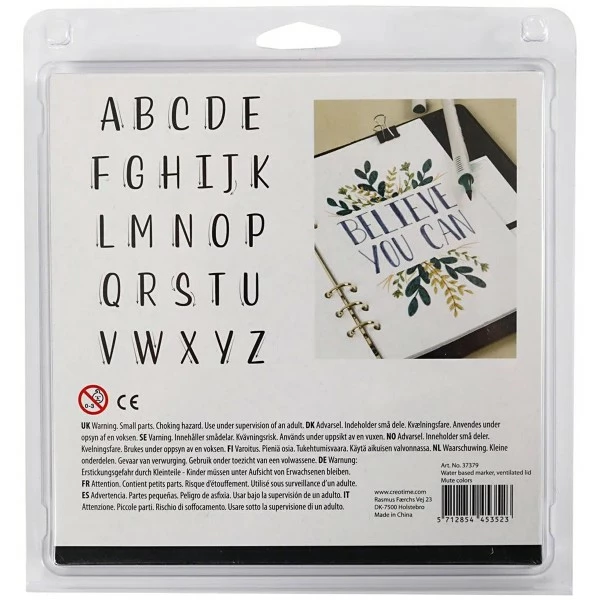 A B C D E
F G H I J K
L M N O P
Q R S T U
V W X Y Z
BELIEVE
YOU CAN
0-3
CE
UK Warning. Small parts. Choking hazard. Use under supervision of an adult. DK Advarsel. Indeholder små dele. Kvælningsfare. Anvendes under
opsyn af en voksen. SE Varning. Innehåller smådelar. Kvävningsrisk. Används under uppsikt av en vuxen. NO Advarsel. Inneholder små deler.
Kvelningsfare. Brukes under oppsyn av en voksen. FI Varoitus. Pieniä osia. Tukehtumisvaara. Käytä aikuisen valvonnassa. NL Waarschuwing. Kleine
onderdelen. Gevaar van verwurging. Gebruik onder toezicht van een volwassene. DE Warnung:
Erstickungsgefahr durch Kleinteile - Kinder müssen unter Aufsicht von Erwachsenen bleiben.
FR Attention. Contient petits parts. Risque d'étouffement. Utilisé sous surveillance d'un adulte.
ES Advertencia. Partes pequeñas. Peligro de asfixia. Usar bajo la supervisión de un adulto. IT
Attenzione. Piccole parti. Rischio di soffocamento. Usare sotto la supervisione di un adulto.
Art. No. 37379
Water based marker, ventilated lid
Mute colors
www.creotime.com
Rasmus Færchs Vej 23
DK-7500 Holstebro
Made in China
5 712854 453523